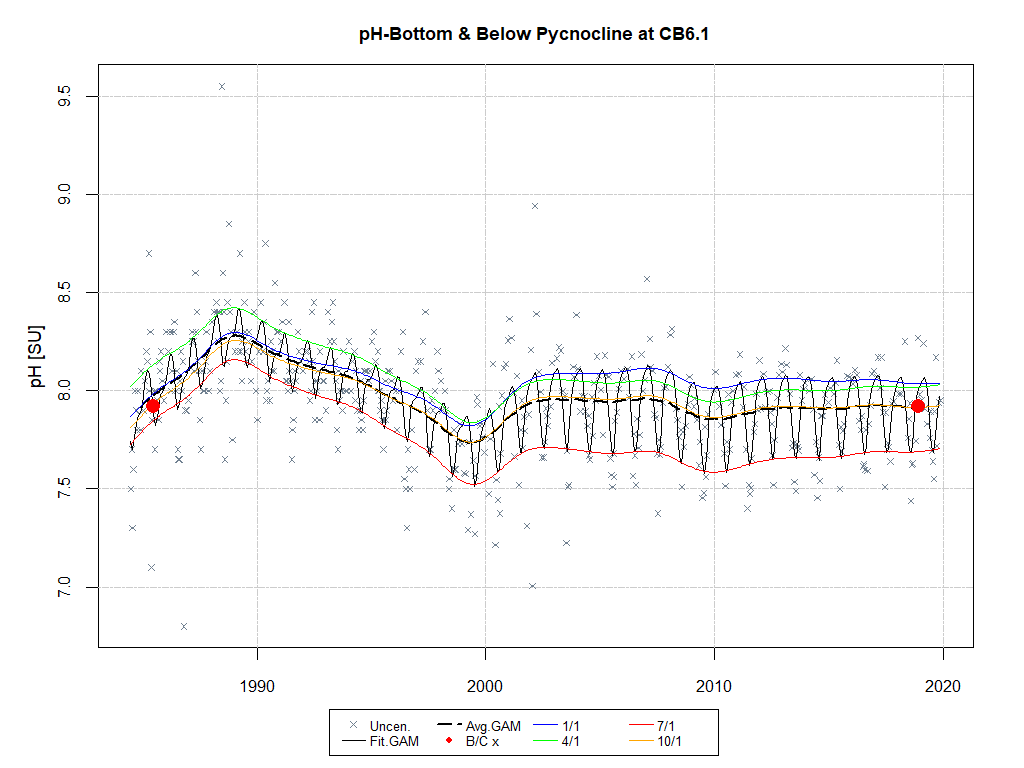 pH-Bottom & Below Pycnocline at CB6.1
pH [SU]
9.5
9.0
8.5
8.0
7.5
7.0
1990 2000 2010 2020
Uncen. Avg.GAM 1/1 7/1
Fit.GAM B/C x 4/1 10/1